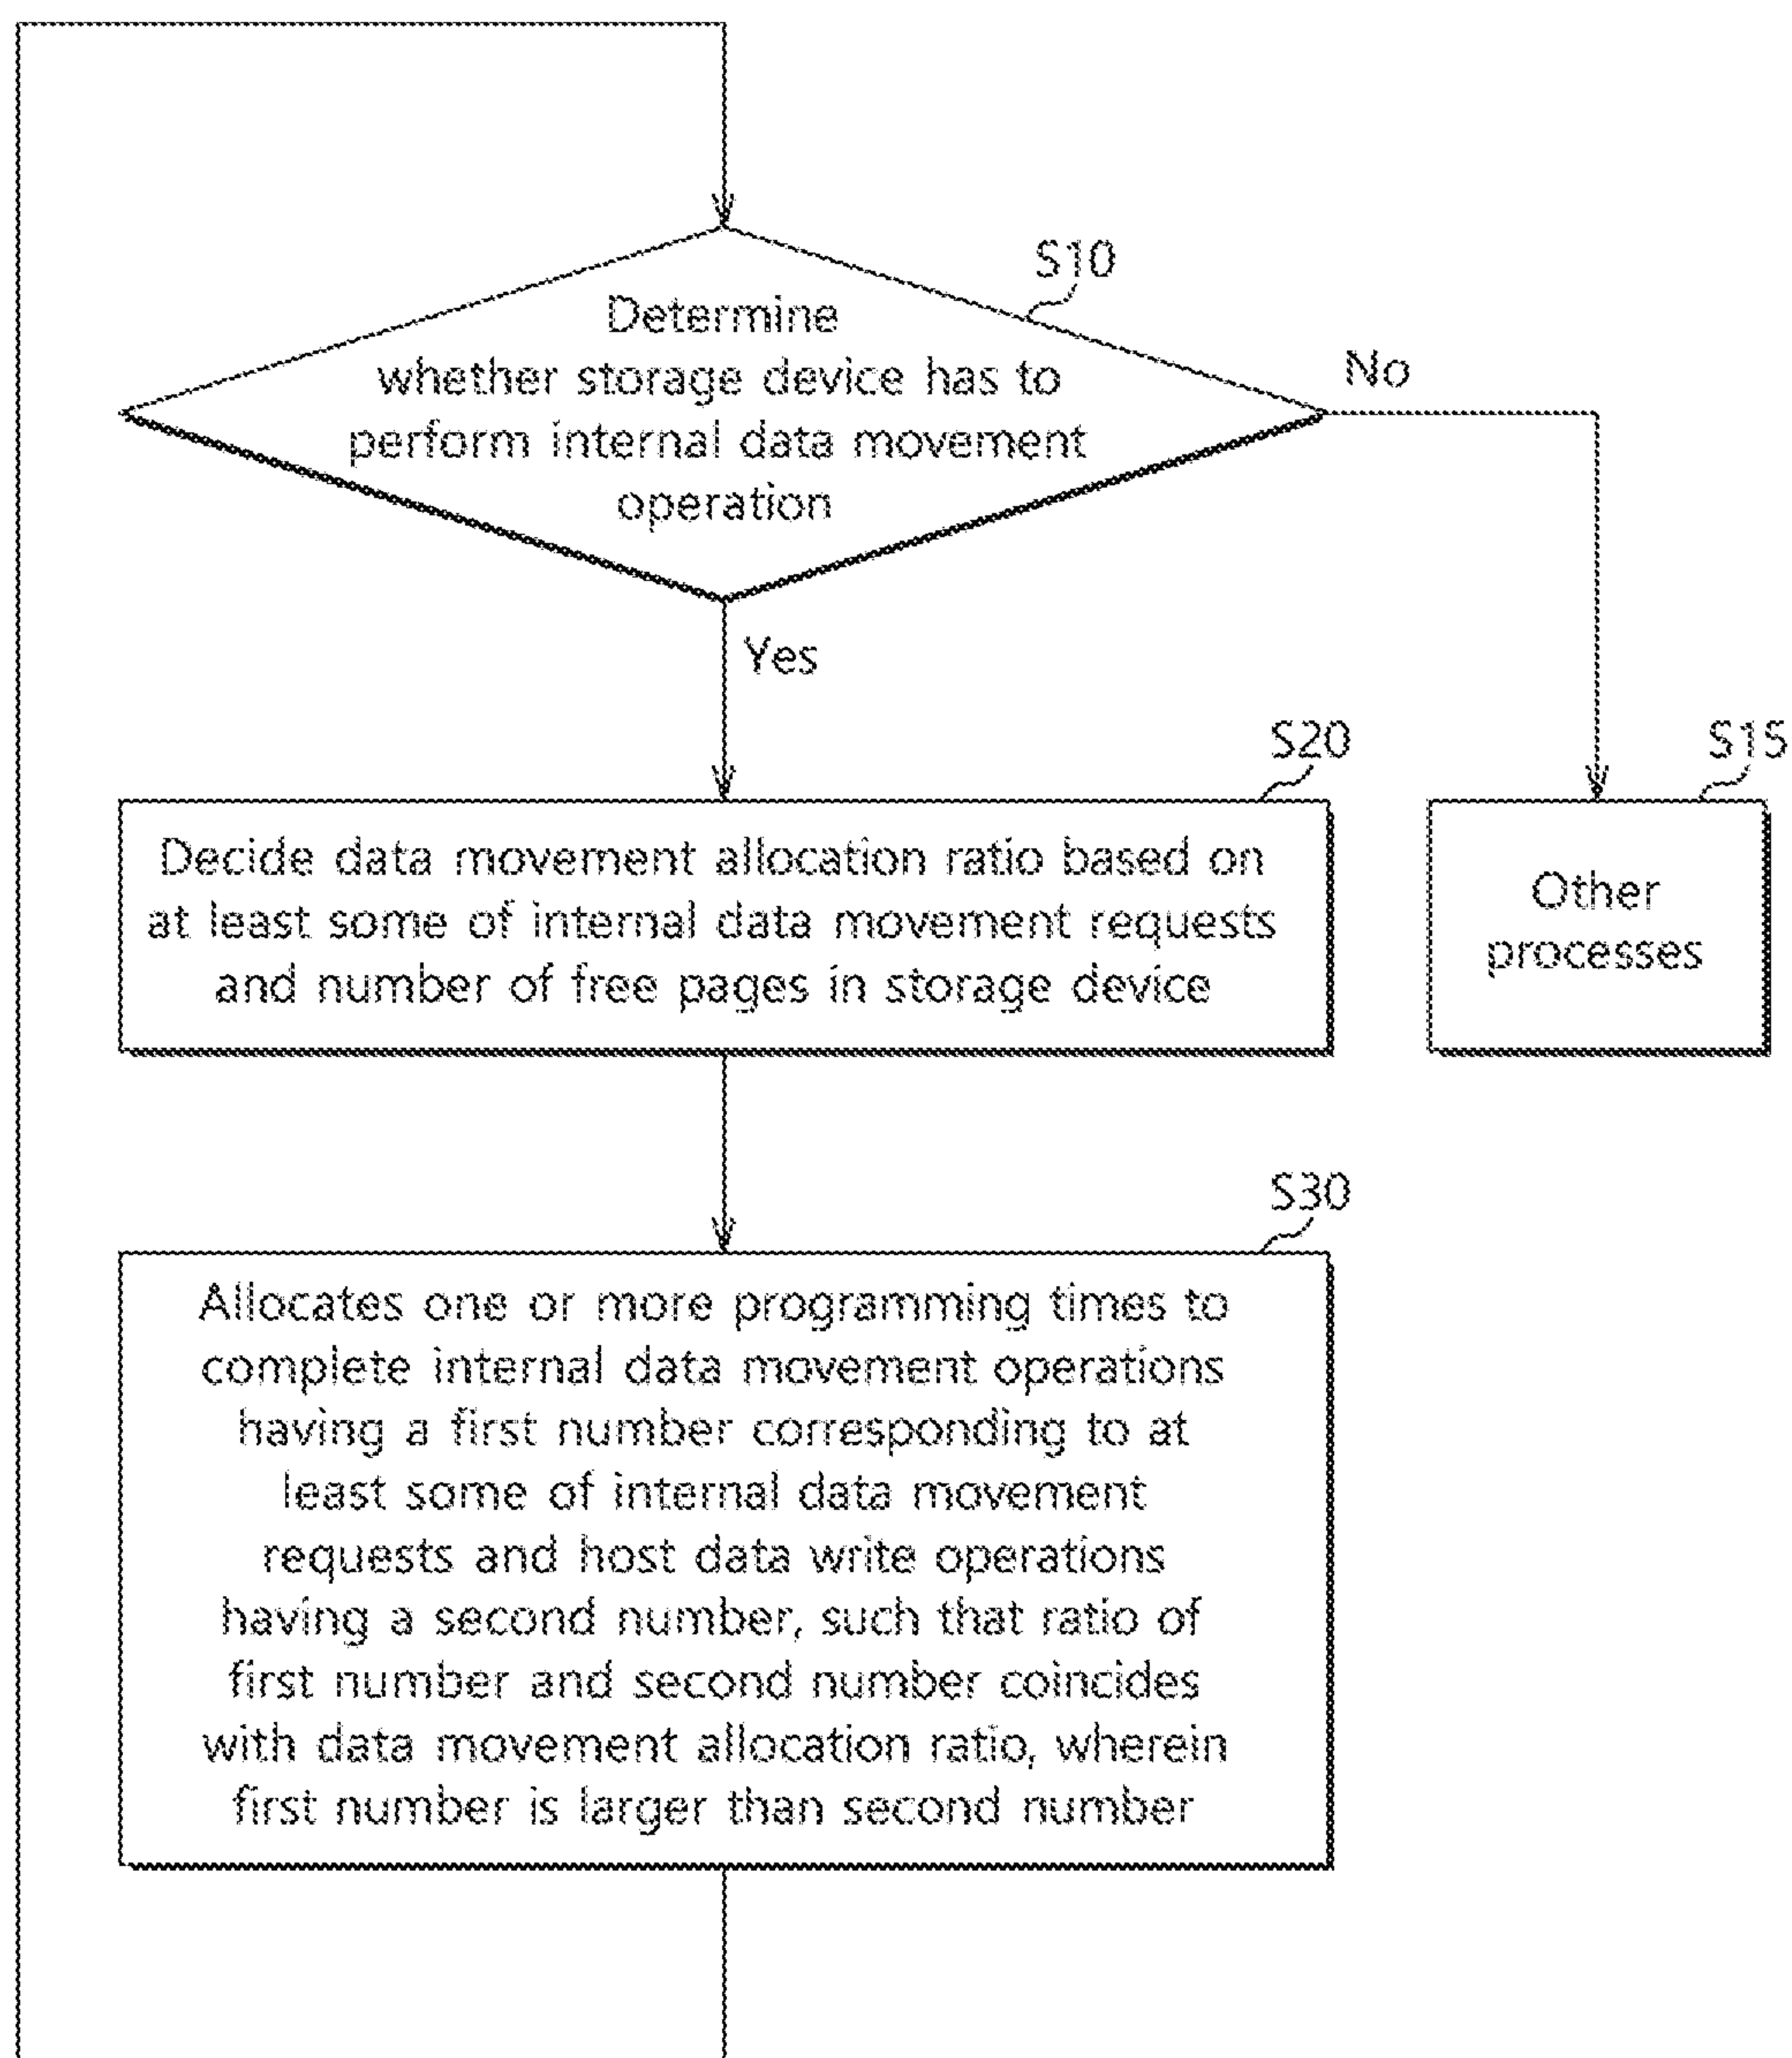 S10
Determine
whether storage device has to
perform internal data movement
operation
No
Yes
S20
Decide data movement allocation ratio based on
at least some of internal data movement requests
and number of free pages in storage device
S15
Other
processes
S30
Allocates one or more programming times to
complete internal data movement operations
having a first number corresponding to at
least some of internal data movement
requests and host data write operations
having a second number, such that ratio of
first number and second number coincides
with data movement allocation ratio, wherein
first number is larger than second number